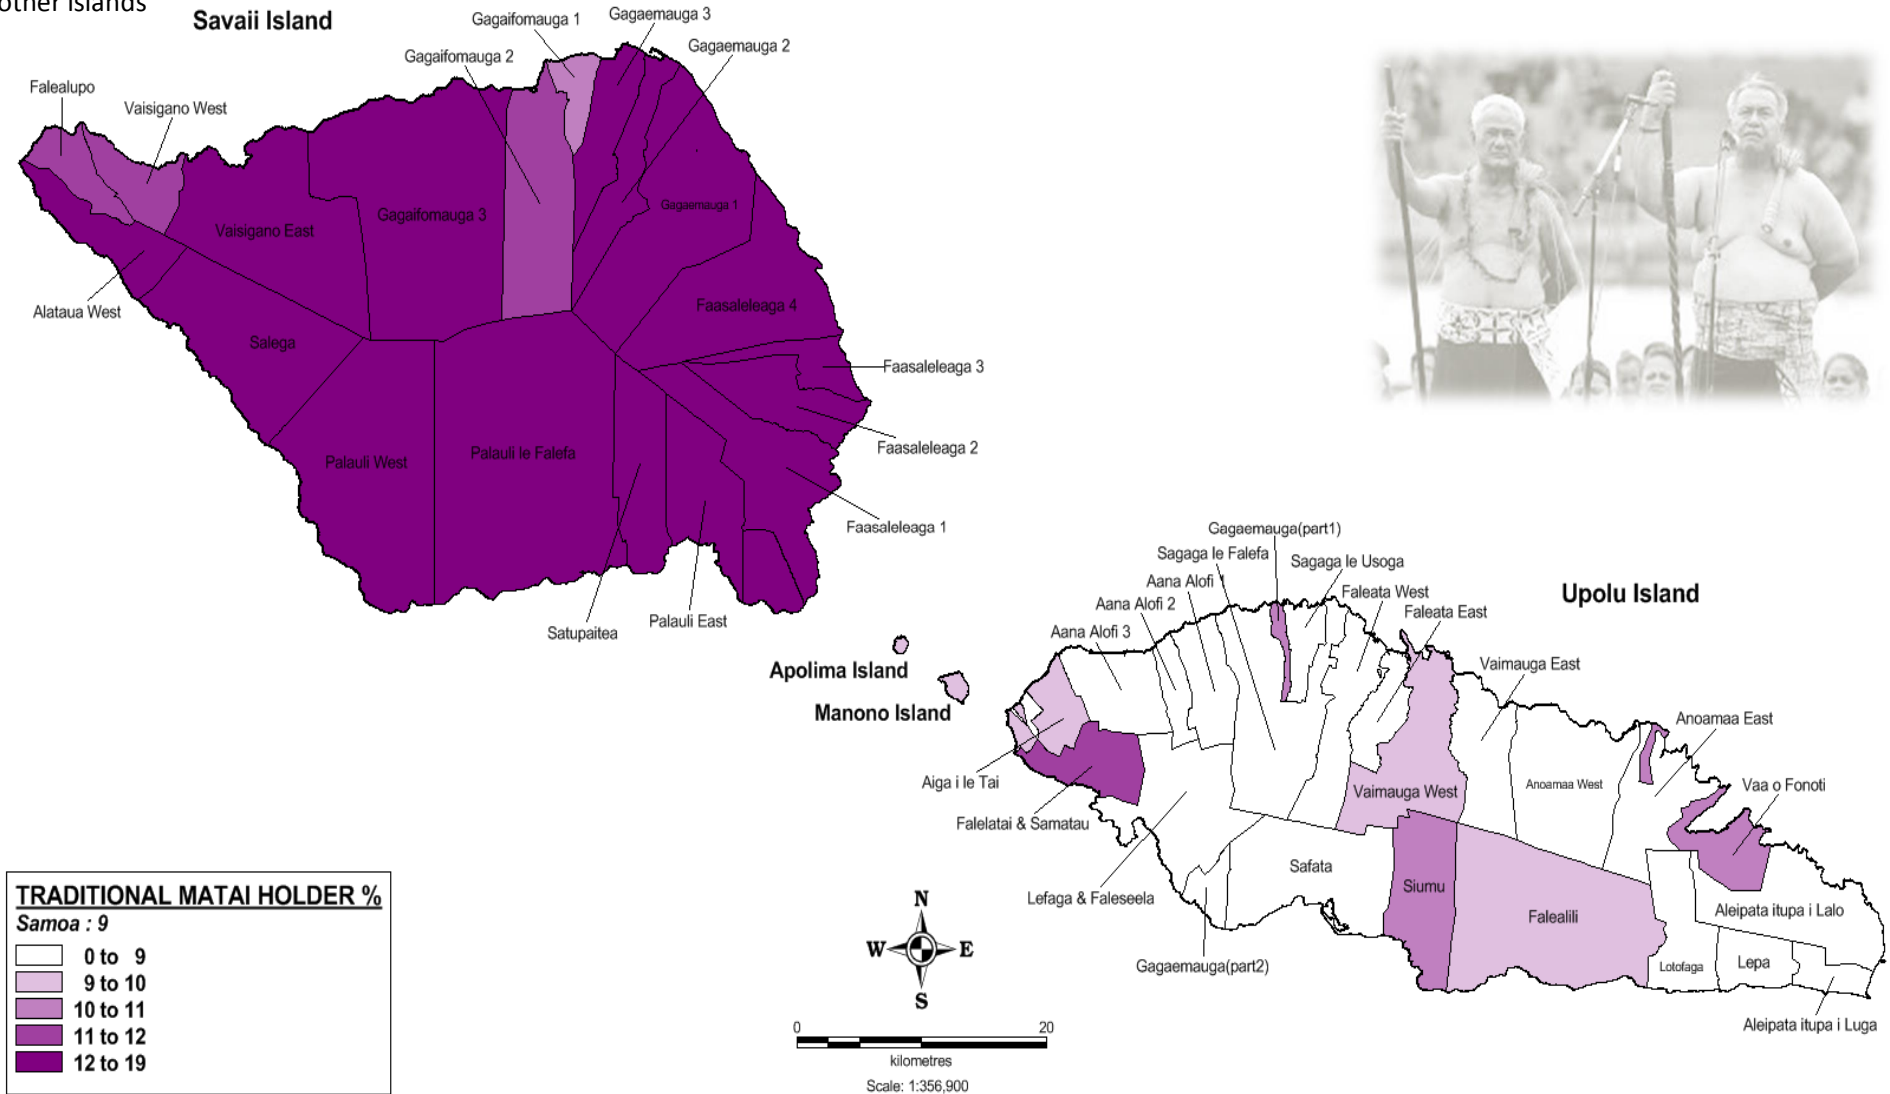 other islands
Savaii Island
Gagaifomauga 1
Gagaemauga 3
Gagaifomauga 2
Gagaemauga 2
Falealupo
Vaisigano West
Vaisigano East
Gagaifomauga 3
Gagaemauga 1
Alataua West
Salega
Faasaleleaga 4
Faasaleleaga 3
Faasaleleaga 2
Palauli West
Palauli le Falefa
Faasaleleaga 1
Satupaitea
Palauli East
Apolima Island
Manono Island
Upolu Island
Gagaemauga(part1)
Sagaga le Falefa
Sagaga le Usoga
Aana Alofi 1
Faleata West
Aana Alofi 2
Faleata East
Aana Alofi 3
Vaimauga East
Anoamaa East
Aiga i le Tai
Vaimauga West
Anoamaa West
Vaa o Fonoti
Falelatai & Samatau
Lefaga & Faleseela
Safata
Siumu
Falealili
Aleipata itupa i Lalo
Gagaemauga(part2)
Lotofaga
Lepa
Aleipata itupa i Luga
TRADITIONAL MATAI HOLDER %
Samoa : 9
0 to 9
9 to 10
10 to 11
11 to 12
12 to 19
N
W E
S
0 20
kilometres
Scale: 1:356,900